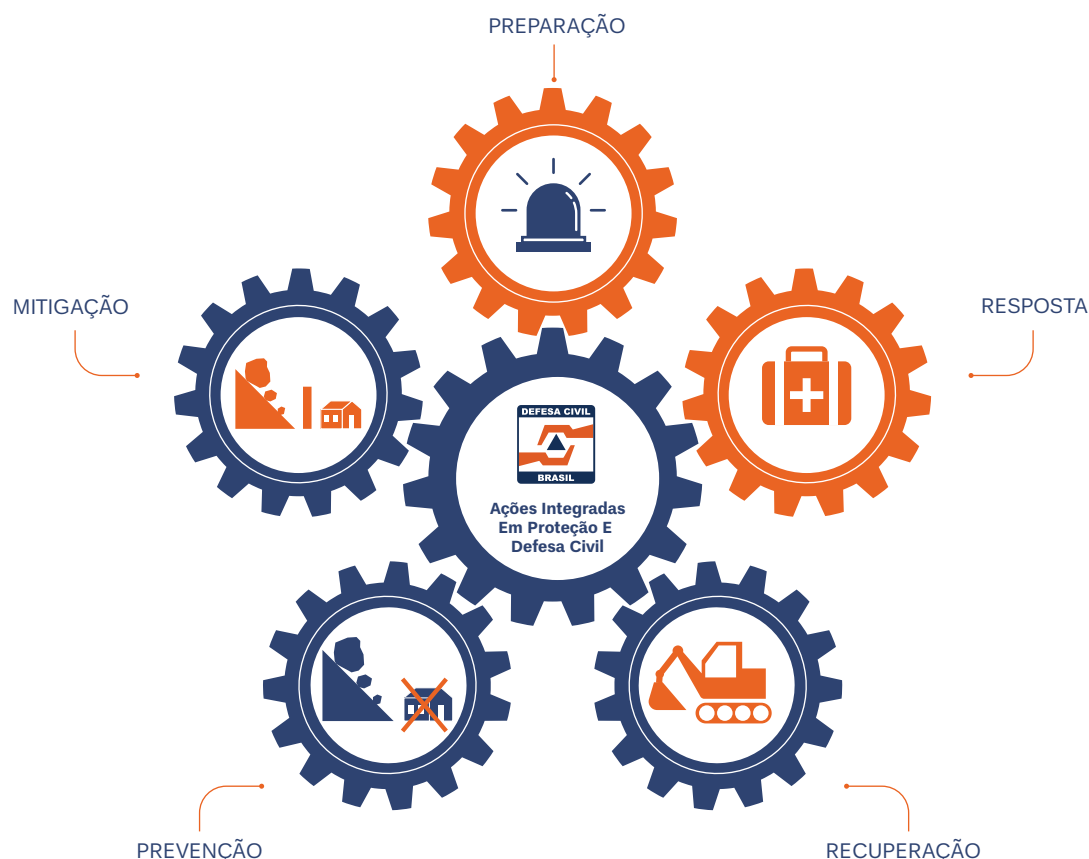 PREPARAÇÃO
MITIGAÇÃO
RESPOSTA
DEFESA CIVIL
BRASIL
Ações Integradas
Em Proteção E
Defesa Civil
PREVENÇÃO
RECUPERAÇÃO